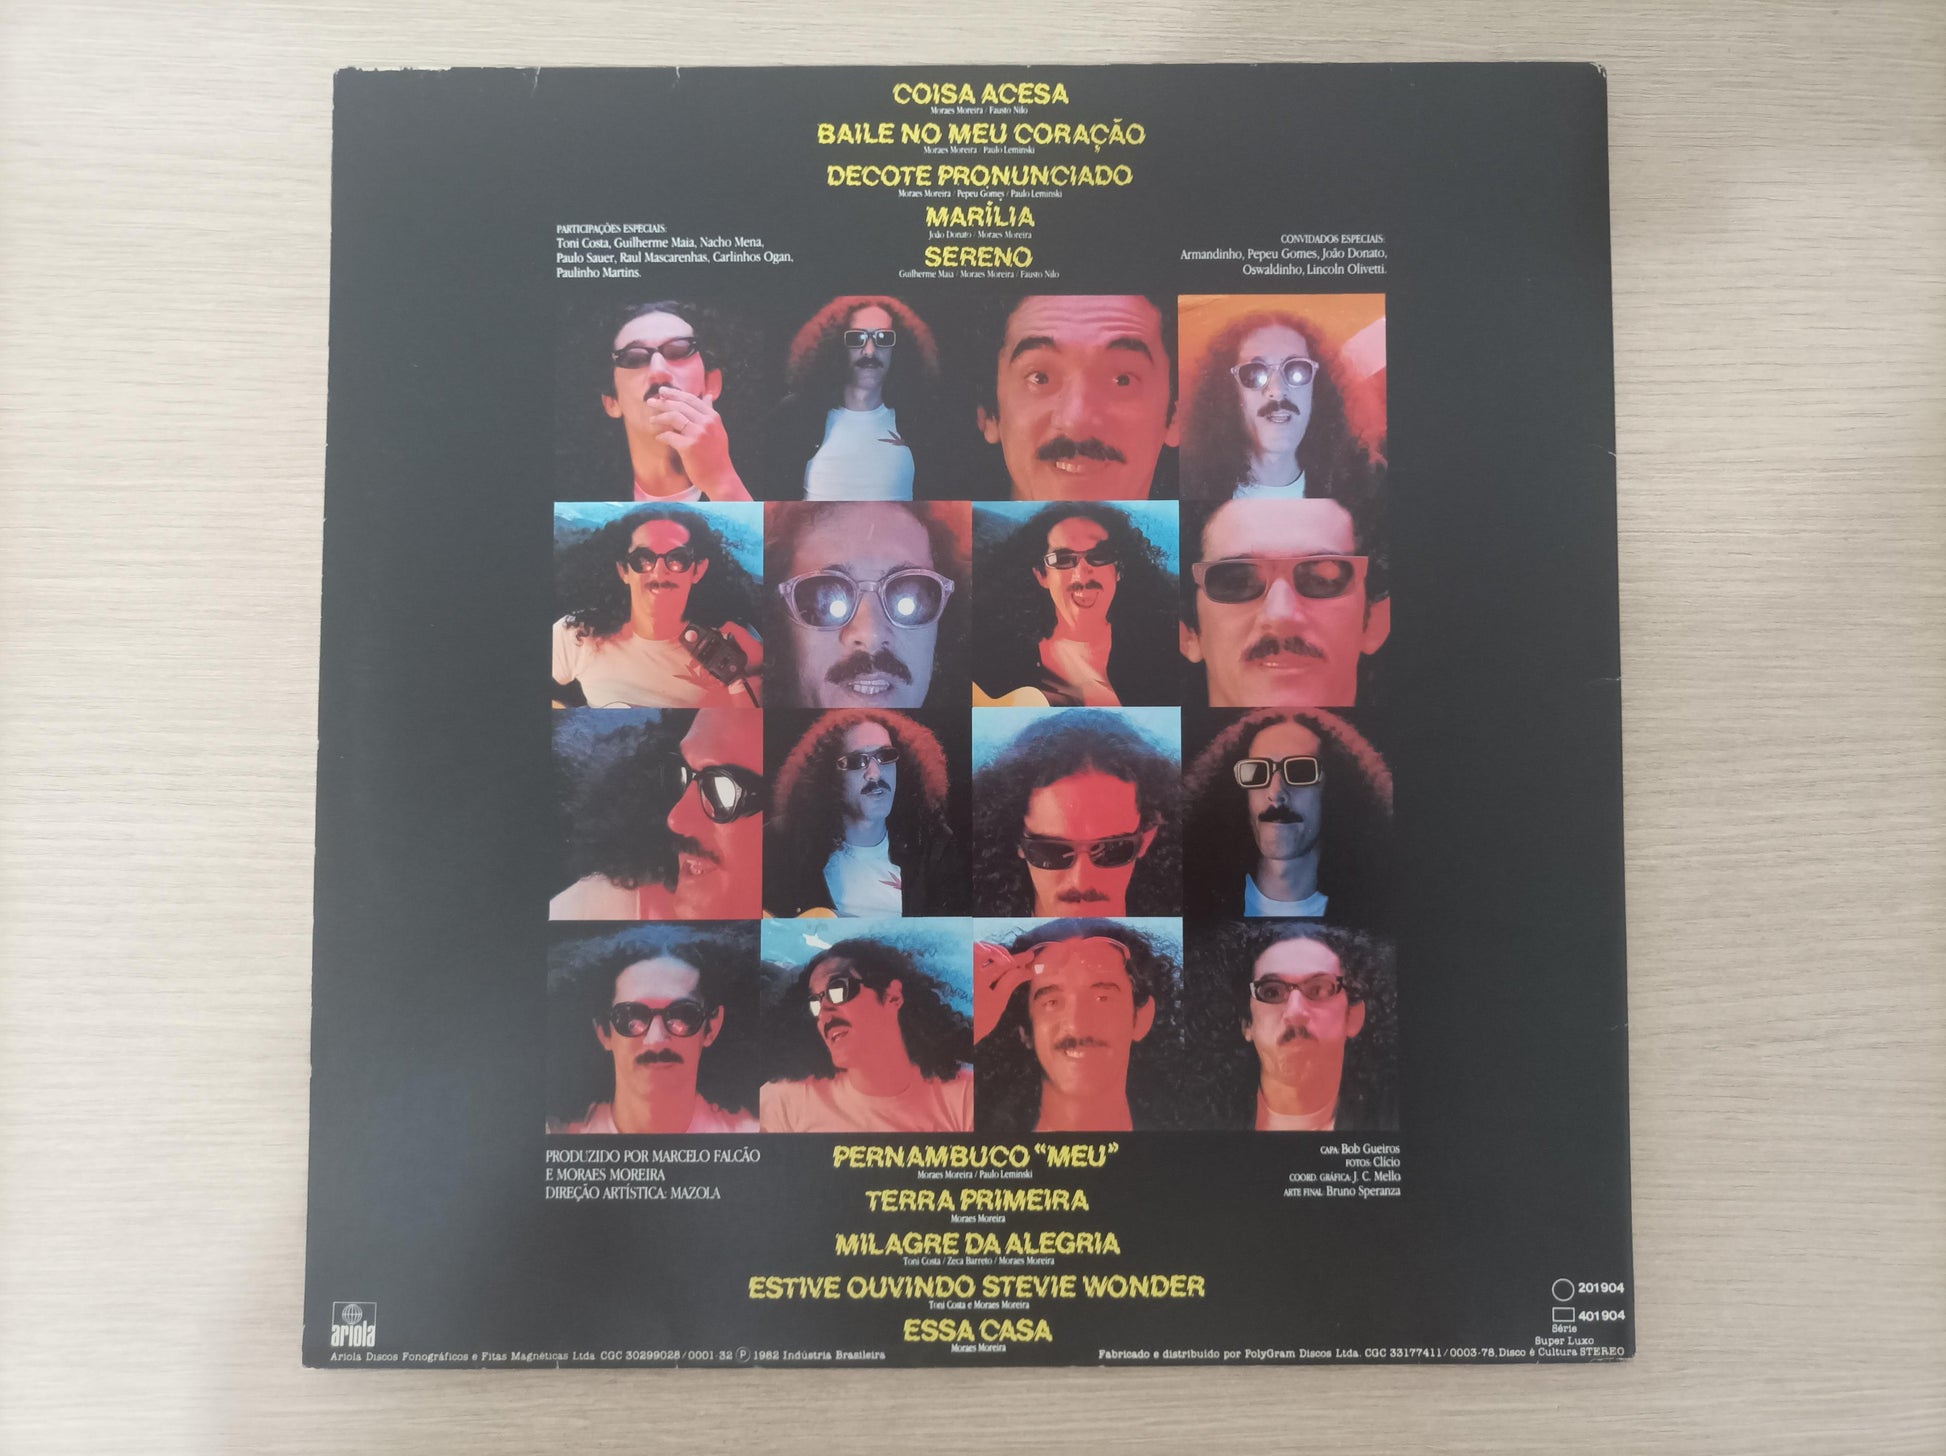 COISA ACESA
Moraes Moreira / Fausto Nilo
BAILE NO MEU CORAÇÃO
Moraes Moreira / Paulo Leminski
DECOTE PRONUNCIADO
Moraes Moreira / Pepeu Gomes / Paulo Leminski
MARÍLIA
João Donato / Moraes Moreira
SERENO
Guilherme Maia / Moraes Moreira / Fausto Nilo
PARTICIPAÇÕES ESPECIAIS:
Toni Costa, Guilherme Maia, Nacho Mena,
Paulo Sauer, Raul Mascarenhas, Carlinhos Ogan,
Paulinho Martins.
CONVIDADOS ESPECIAIS:
Armandinho, Pepeu Gomes, João Donato,
Oswaldinho, Lincoln Olivetti.
PRODUZIDO POR MARCELO FALCÃO
E MORAES MOREIRA
DIREÇÃO ARTÍSTICA: MAZOLA
PERNAMBUCO "MEU"
Moraes Moreira / Paulo Leminski
TERRA PRIMEIRA
Moraes Moreira
MILAGRE DA ALEGRIA
Toni Costa / Zeca Barreto / Moraes Moreira
ESTIVE OUVINDO STEVIE WONDER
Toni Costa e Moraes Moreira
ESSA CASA
Moraes Moreira
CAPA: Bob Gueiros
FOTOS: Clício
COORD. GRÁFICA: J. C. Mello
ARTE FINAL: Bruno Speranza
201904
401904
Série
Super Luxo
ariola
Ariola Discos Fonográficos e Fitas Magnéticas Ltda. CGC 30299028/0001-32 Ⓟ 1982 Indústria Brasileira
Fabricado e distribuido por PolyGram Discos Ltda. CGC 33177411/0003-78. Disco é Cultura STEREO